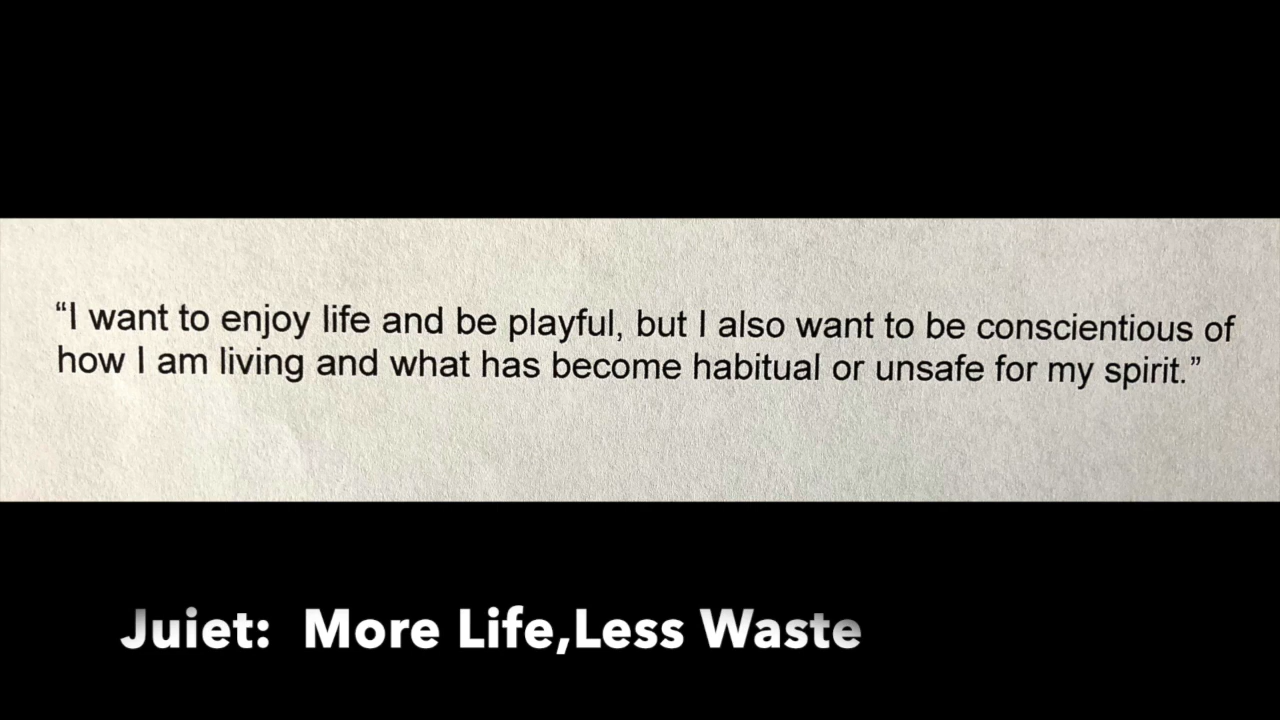 “I want to enjoy life and be playful, but I also want to be conscientious of
how I am living and what has become habitual or unsafe for my spirit.”
Juiet:  More Life,Less Waste